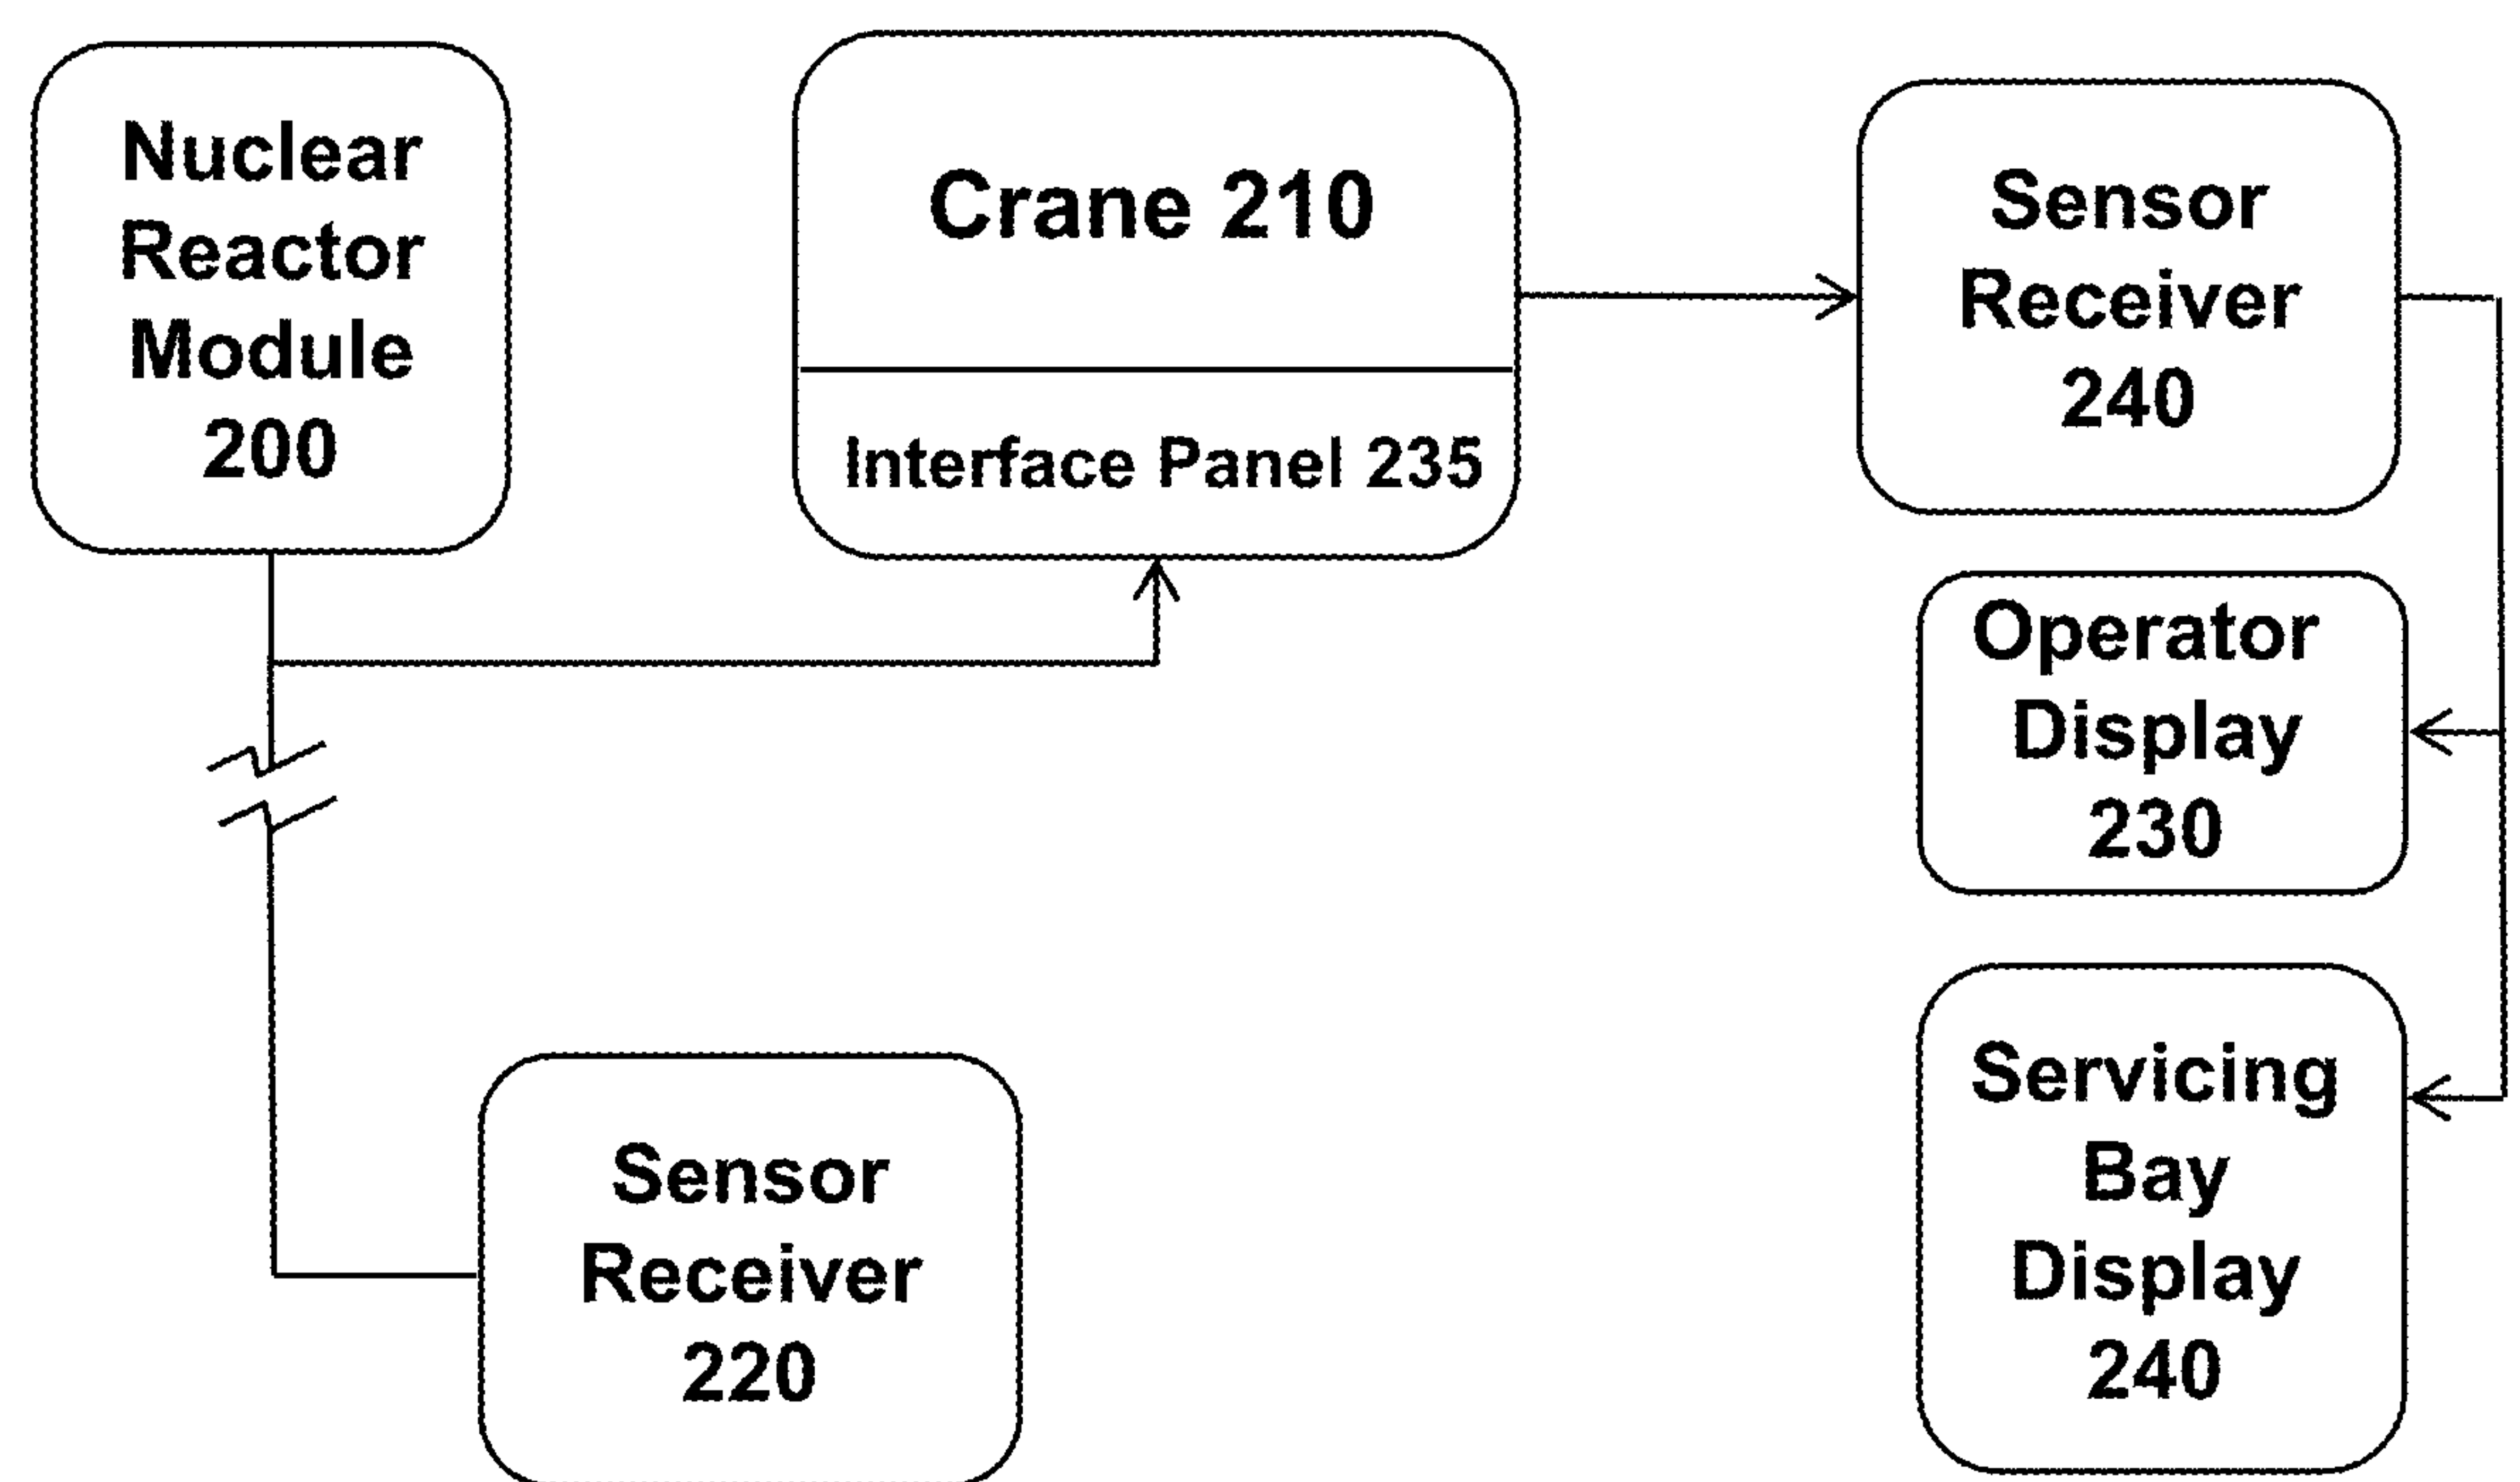 Nuclear
Reactor
Module
200
Crane 210
Interface Panel 235
Sensor
Receiver
240
Operator
Display
230
Servicing
Bay
Display
240
Sensor
Receiver
220